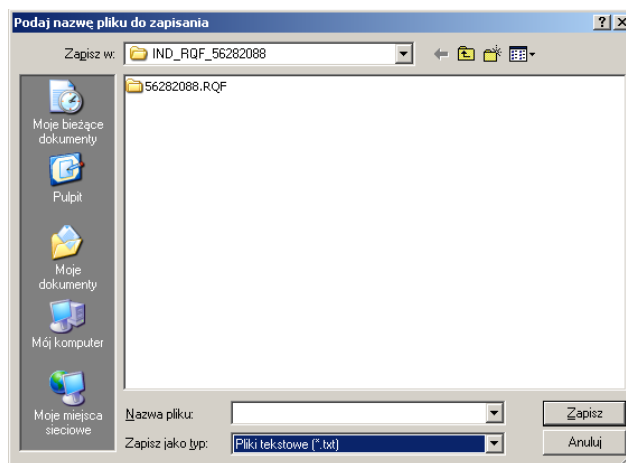 Podaj nazwę pliku do zapisania
Zapisz w: IND_RQF_56282088
56282088.RQF
Moje bieżące
dokumenty
Pulpit
Moje
dokumenty
Mój komputer
Moje miejsca
sieciowe
Nazwa pliku:
Zapisz
Zapisz jako typ: Pliki tekstowe (*.txt)
Anuluj